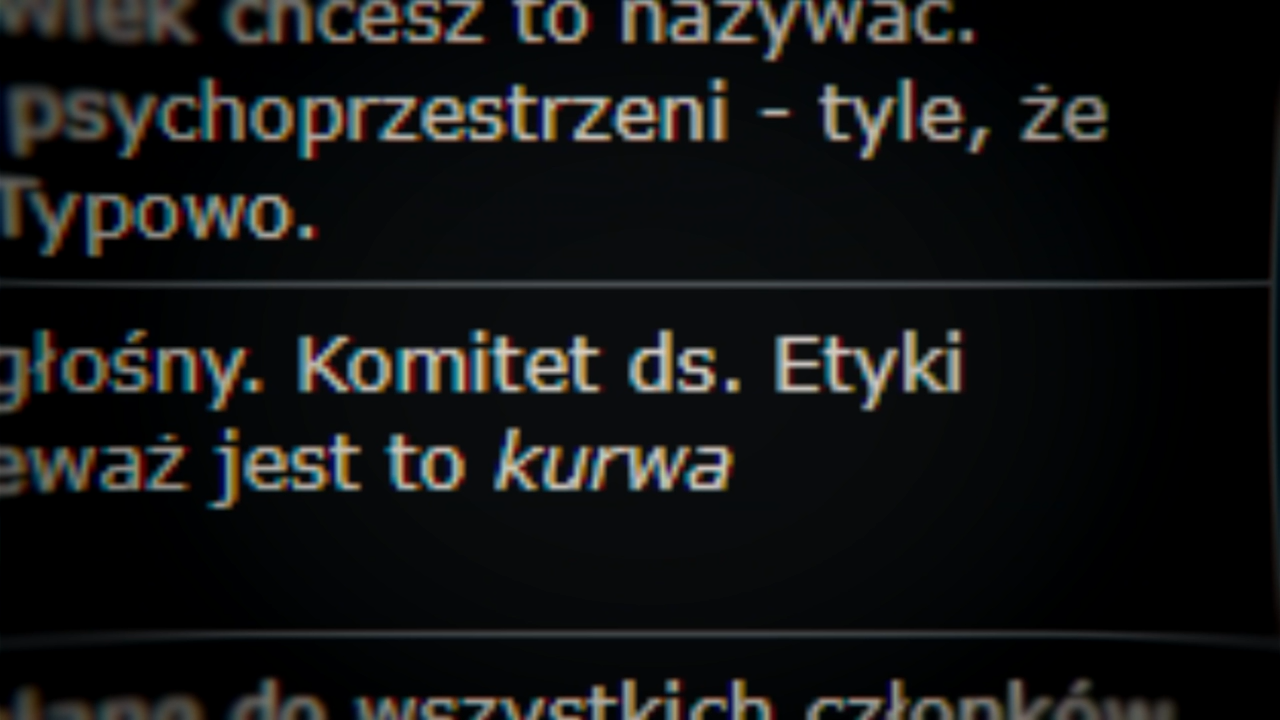 wiek chcesz to nazywać.
psychoprzestrzeni - tyle, że
Typowo.
głośny. Komitet ds. Etyki
eważ jest to kurwa
do wszystkich członków